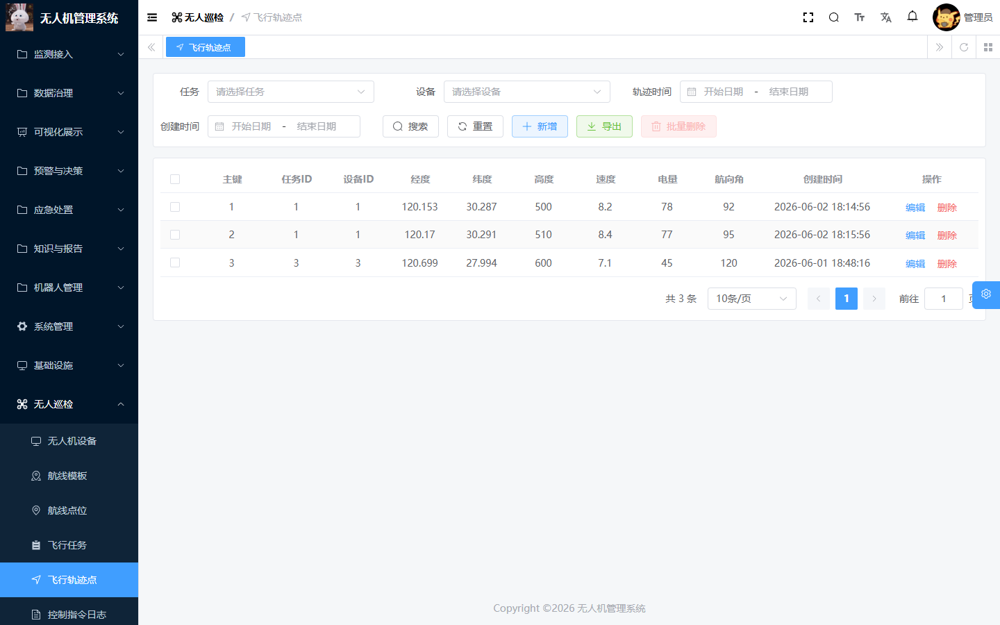 无人机管理系统
无人巡检 / 飞行轨迹点
管理员
飞行轨迹点
监测接入
数据治理
可视化展示
预警与决策
应急处置
知识与报告
机器人管理
系统管理
基础设施
无人巡检
无人机设备
航线模板
航线点位
飞行任务
飞行轨迹点
控制指令日志
任务 请选择任务 设备 请选择设备 轨迹时间 开始日期 - 结束日期
创建时间 开始日期 - 结束日期 搜索 重置 新增 导出 批量删除
主键 任务ID 设备ID 经度 纬度 高度 速度 电量 航向角 创建时间 操作
1 1 1 120.153 30.287 500 8.2 78 92 2026-06-02 18:14:56 编辑 删除
2 1 1 120.17 30.291 510 8.4 77 95 2026-06-02 18:15:56 编辑 删除
3 3 3 120.699 27.994 600 7.1 45 120 2026-06-01 18:48:16 编辑 删除
共 3 条 10条/页 1 前往 1
Copyright ©2026 无人机管理系统